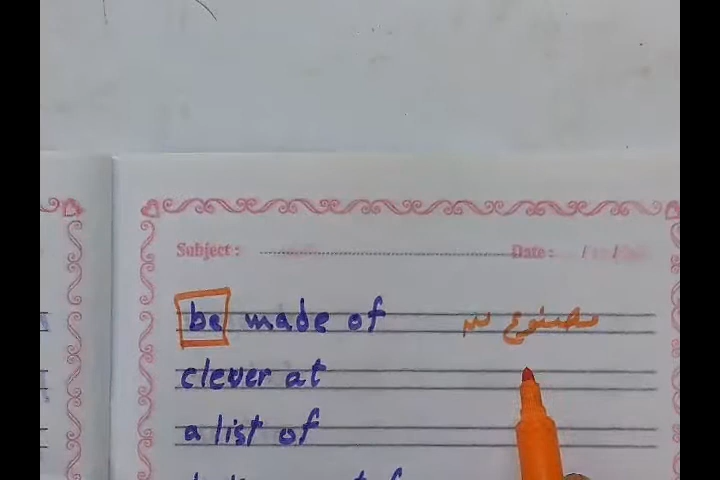 Subject : Date : / /
be made of مصنوع من
clever at
a list of